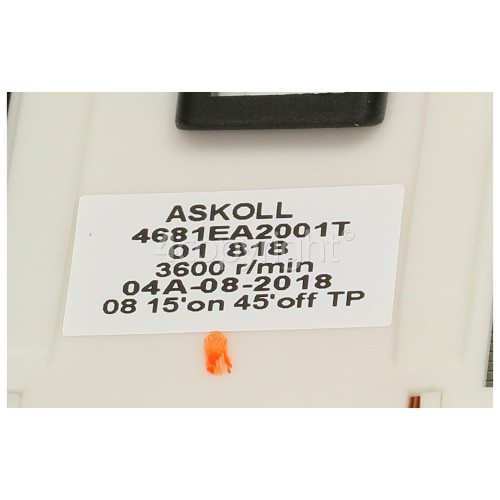 ASKOLL
4681EA2001T
01 818
3600 r/min
04A-08-2018
08 15'on 45'off TP